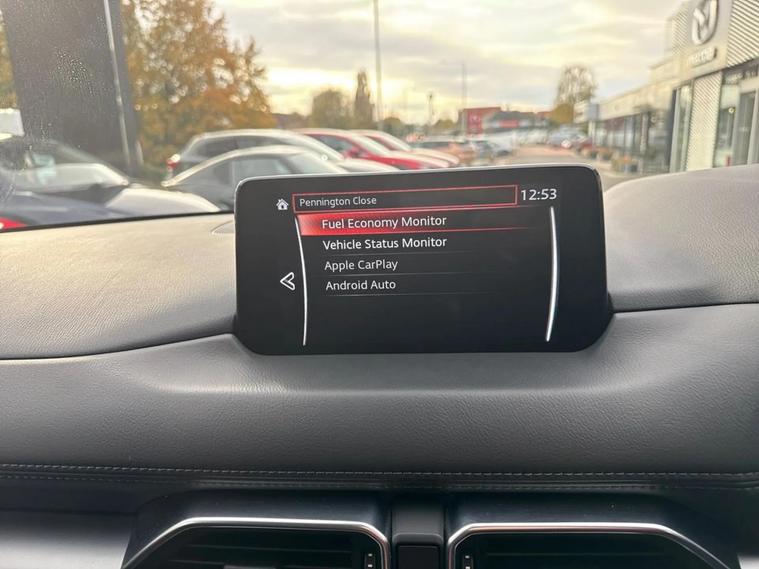 Pennington Close
12:53
Fuel Economy Monitor
Vehicle Status Monitor
Apple CarPlay
Android Auto